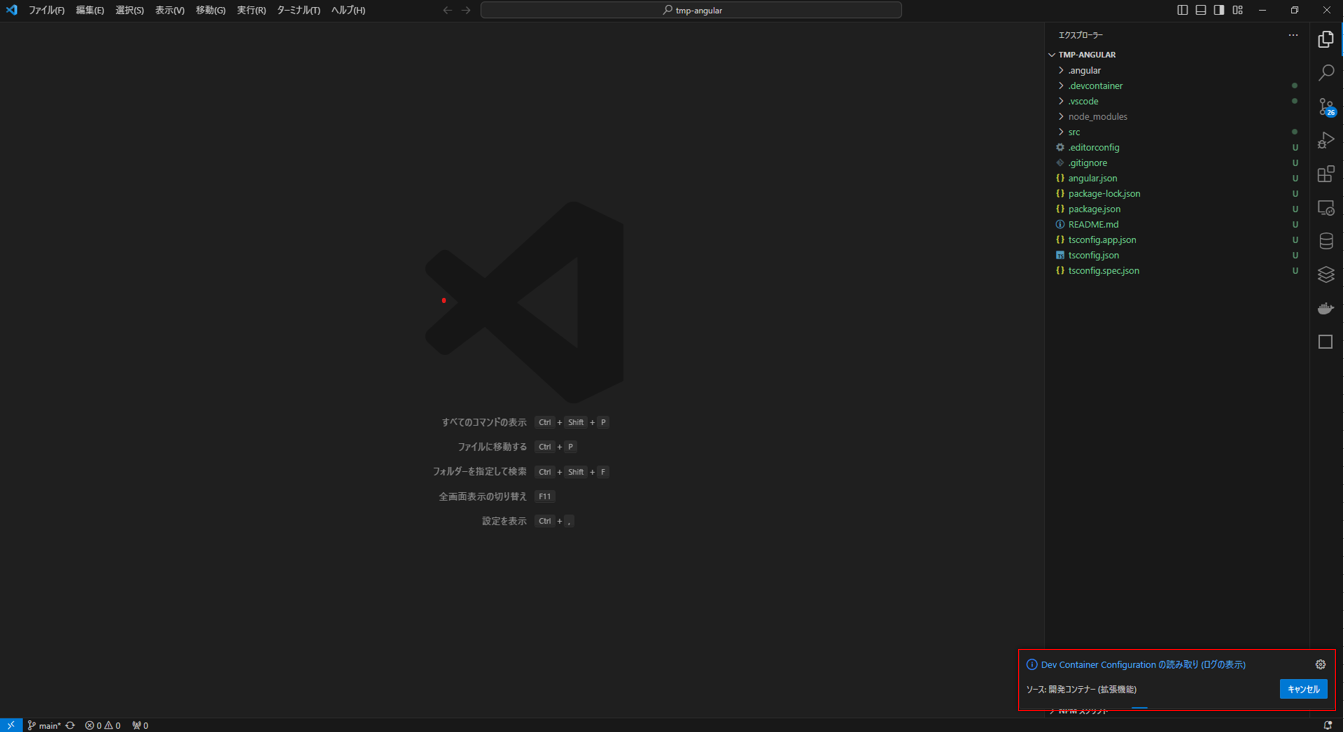 ファイル(F) 編集(E) 選択(S) 表示(V) 移動(G) 実行(R) ターミナル(T) ヘルプ(H) tmp-angular
エクスプローラー
TMP-ANGULAR
.angular
.devcontainer
.vscode
node_modules
src
.editorconfig U
.gitignore U
angular.json U
package-lock.json U
package.json U
README.md U
tsconfig.app.json U
tsconfig.json U
tsconfig.spec.json U
26
すべてのコマンドの表示 Ctrl + Shift + P
ファイルに移動する Ctrl + P
フォルダーを指定して検索 Ctrl + Shift + F
全画面表示の切り替え F11
設定を表示 Ctrl + ,
Dev Container Configuration の読み取り (ログの表示)
ソース: 開発コンテナー (拡張機能) キャンセル
NPM スクリプト
main* 0 0 0